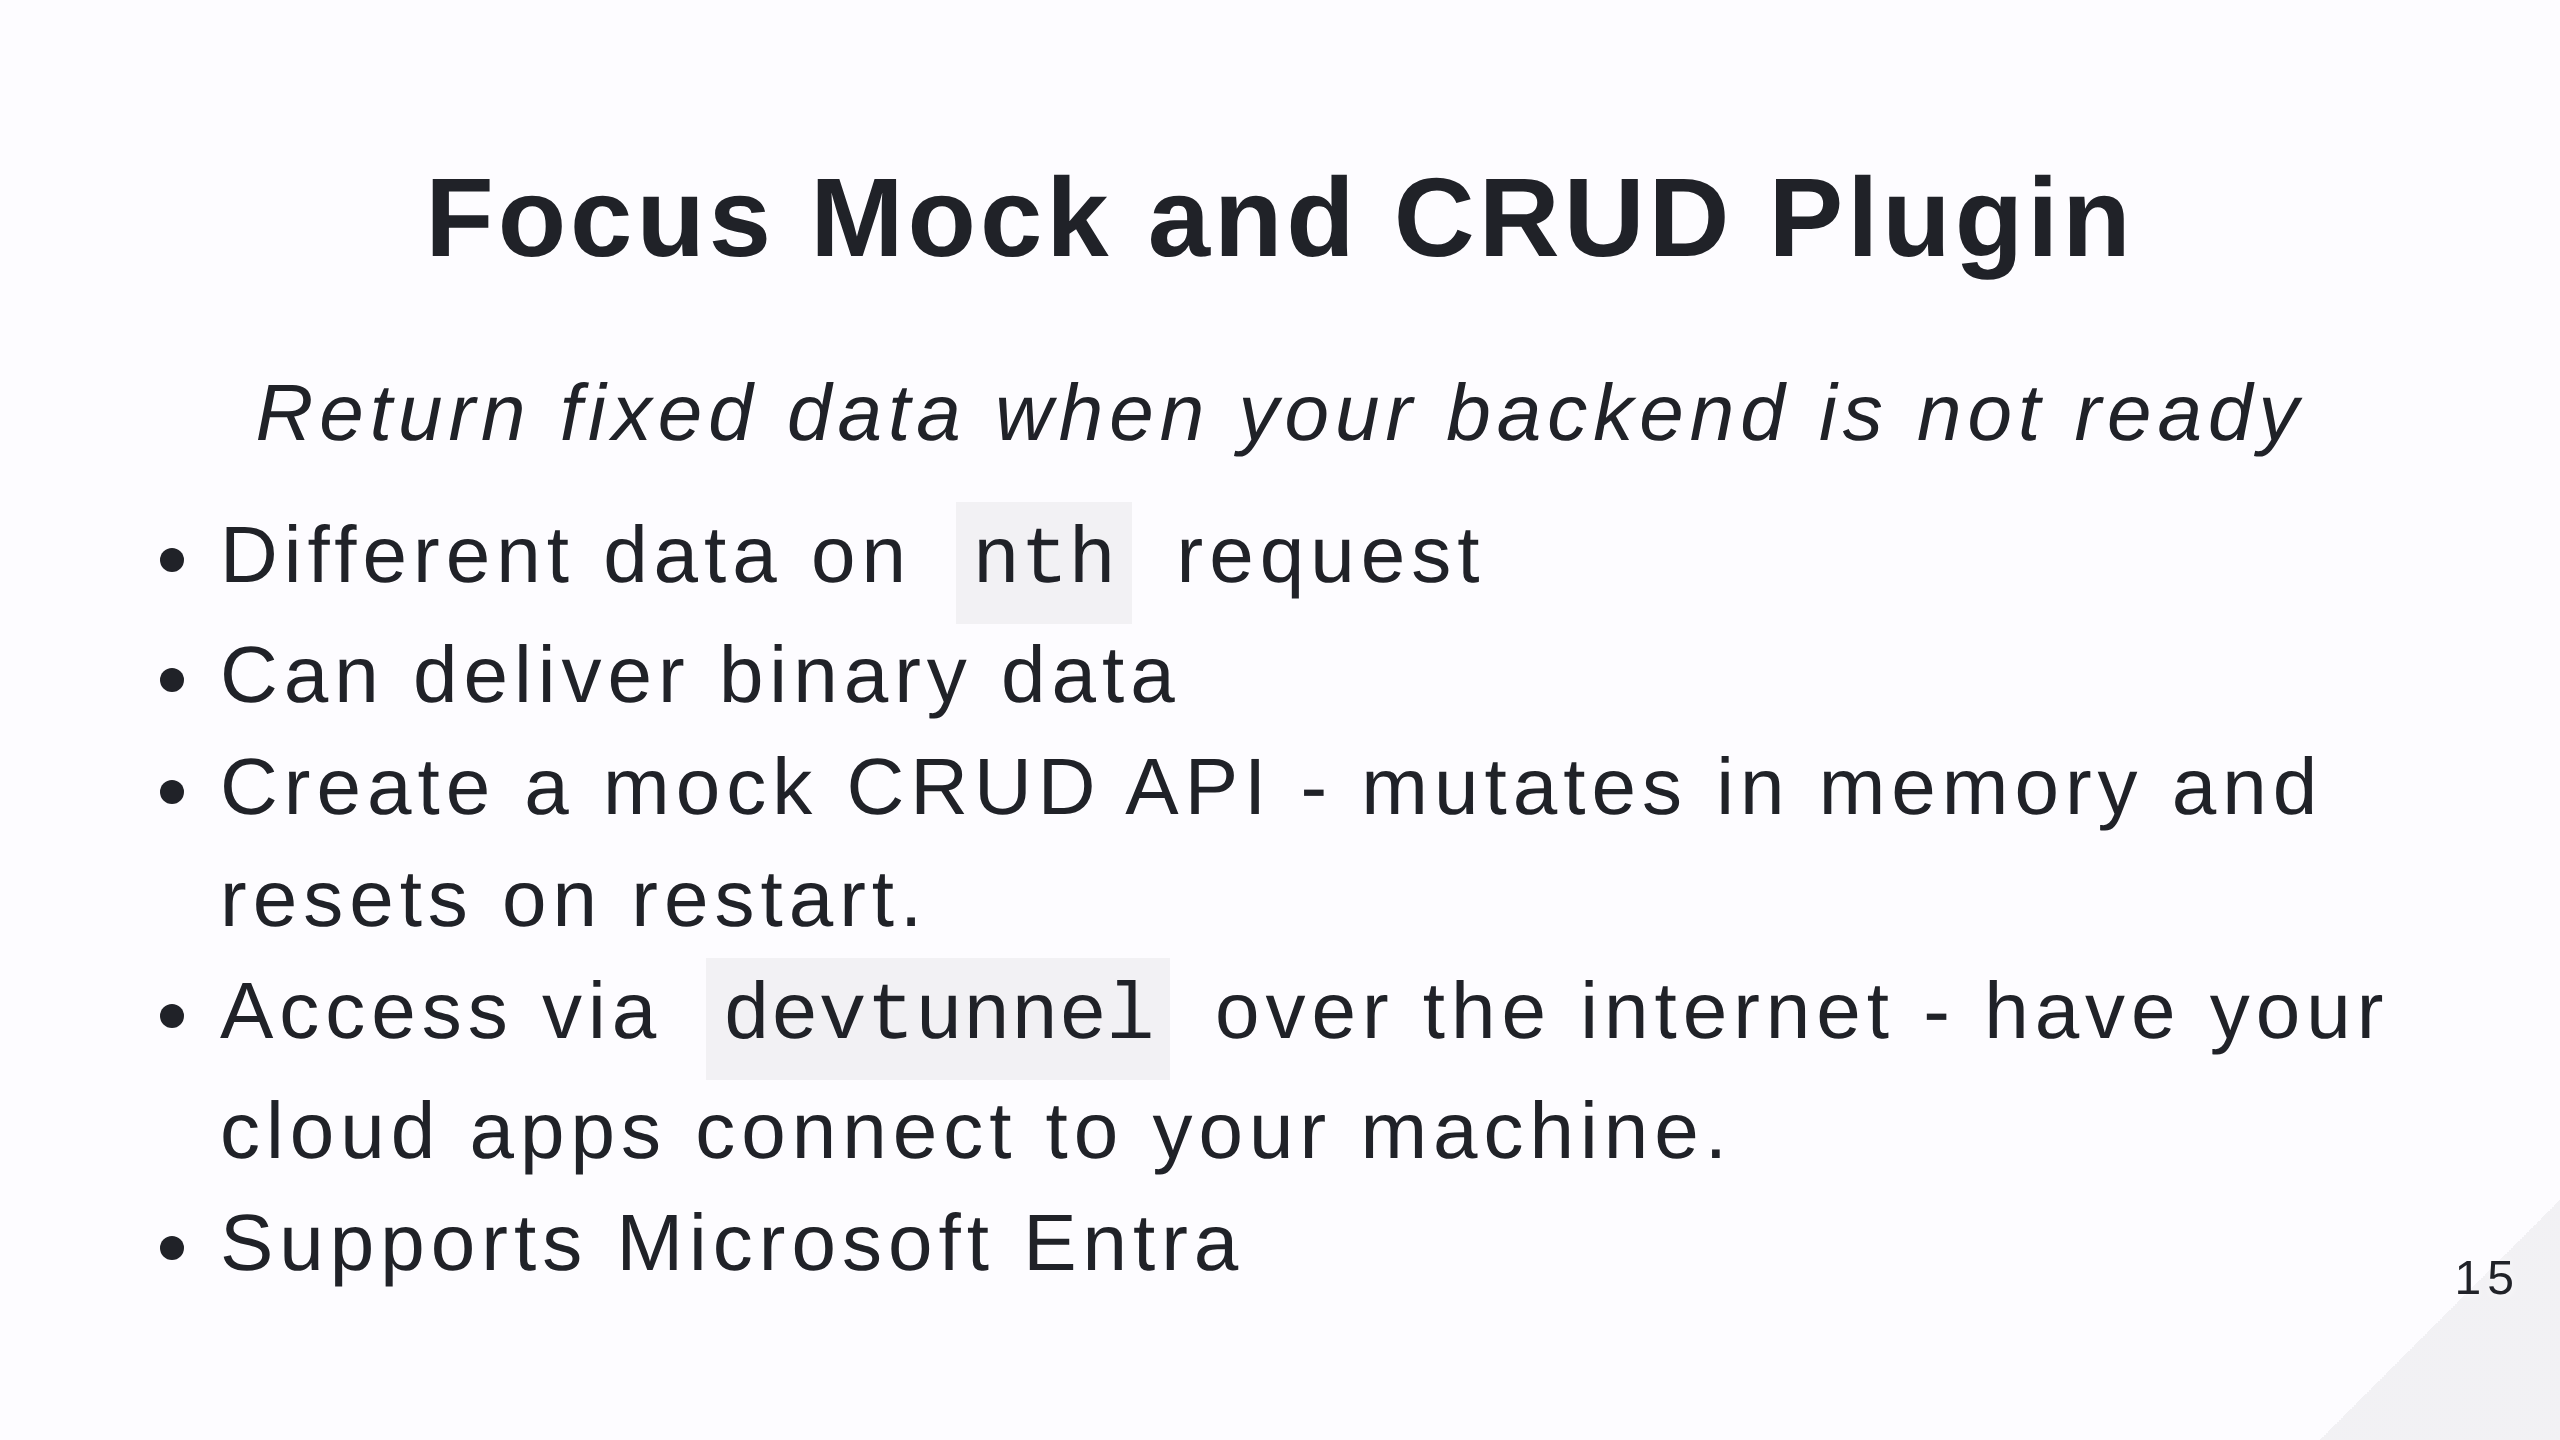 Focus Mock and CRUD Plugin
Return fixed data when your backend is not ready
Different data on nth request
Can deliver binary data
Create a mock CRUD API - mutates in memory and
resets on restart.
Access via devtunnel over the internet - have your
cloud apps connect to your machine.
Supports Microsoft Entra
15